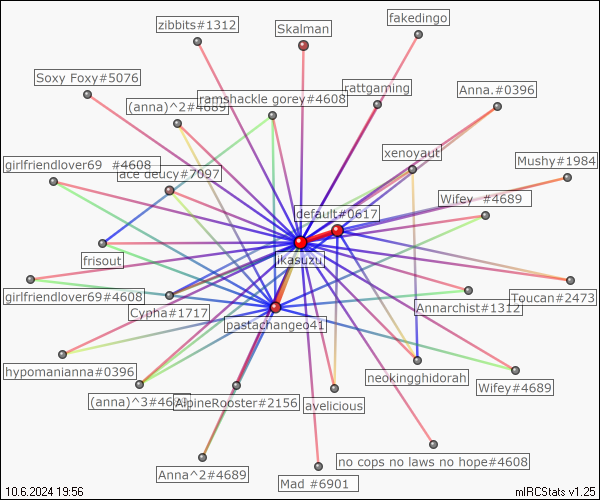 zibbits#1312
Skalman
fakedingo
Soxy Foxy#5076
(anna)^2#4689
ramshackle gorey#4608
rattgaming
Anna.#0396
girlfriendlover69 #4608
ace deucy#7097
xenoyaut
Mushy#1984
default#0617
Wifey #4689
frisout
ikasuzu
girlfriendlover69#4608
Cypha#1717
Annarchist#1312
Toucan#2473
pastachangeo41
hypomanianna#0396
neokingghidorah
Wifey#4689
(anna)^3#46
AlpineRooster#2156
avelicious
Anna^2#4689
Mad #6901
no cops no laws no hope#4608
10.6.2024 19:56
mIRCStats v1.25